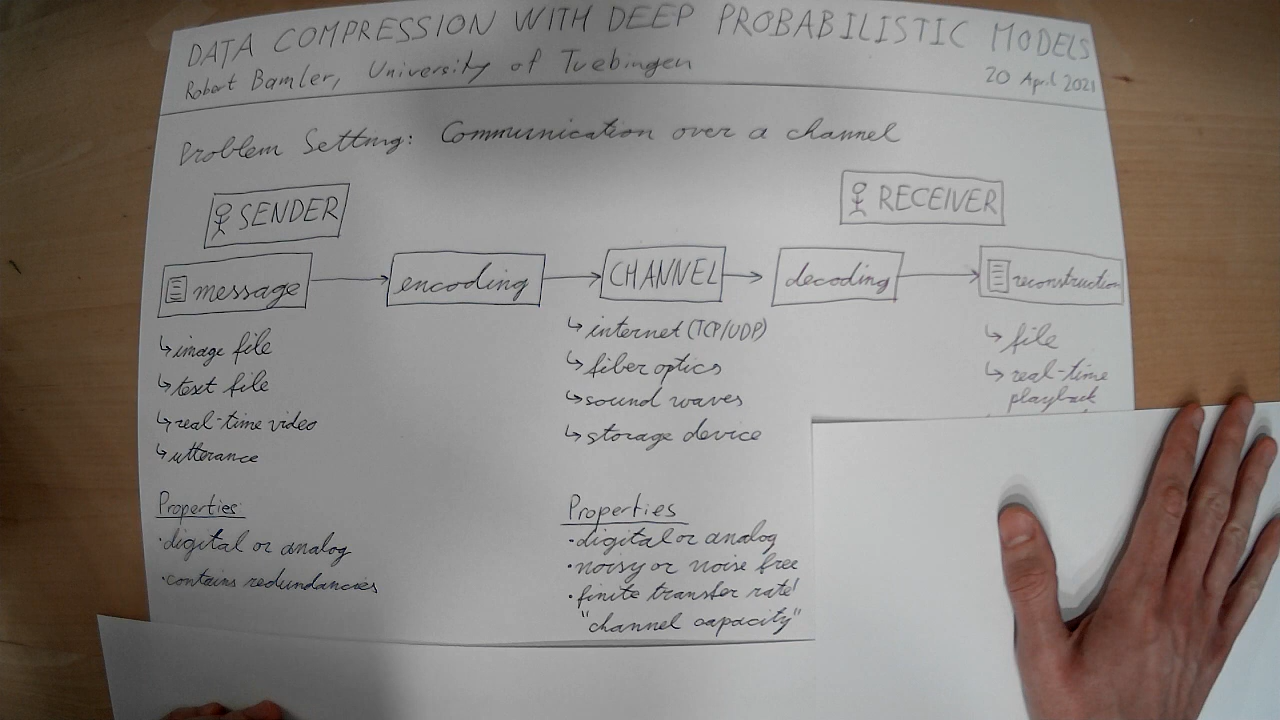 DATA COMPRESSION WITH DEEP PROBABILISTIC MODELS
Robert Bamler, University of Tuebingen
20 April 2021
Problem Setting: Communication over a channel
SENDER
RECEIVER
message
encoding
CHANNEL
decoding
reconstruction
↳ image file
↳ text file
↳ real-time video
↳ utterance
Properties
• digital or analog
• contains redundancies
↳ internet (TCP/UDP)
↳ fiber optics
↳ sound waves
↳ storage device
Properties
• digital or analog
• noisy or noise free
• finite transfer rate
"channel capacity"
↳ file
↳ real-time
playback